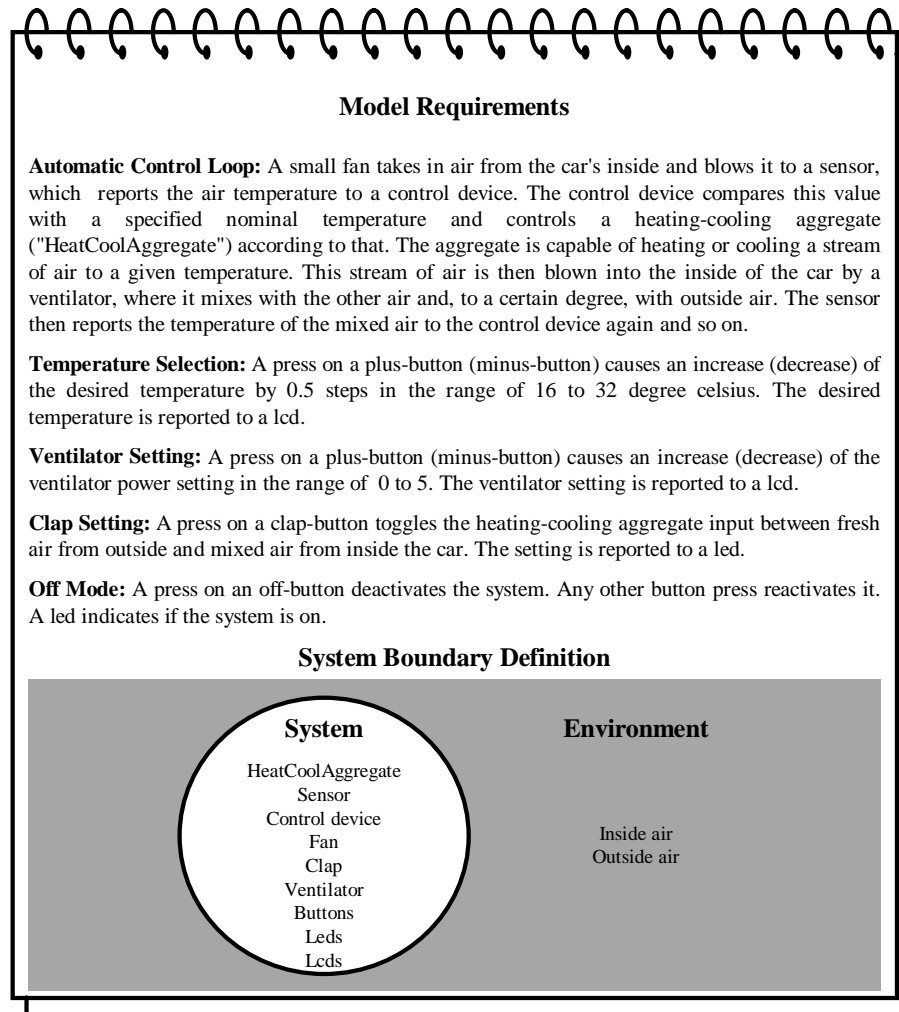 Model Requirements
Automatic Control Loop: A small fan takes in air from the car's inside and blows it to a sensor,
which reports the air temperature to a control device. The control device compares this value
with a specified nominal temperature and controls a heating-cooling aggregate
("HeatCoolAggregate") according to that. The aggregate is capable of heating or cooling a stream
of air to a given temperature. This stream of air is then blown into the inside of the car by a
ventilator, where it mixes with the other air and, to a certain degree, with outside air. The sensor
then reports the temperature of the mixed air to the control device again and so on.
Temperature Selection: A press on a plus-button (minus-button) causes an increase (decrease) of
the desired temperature by 0.5 steps in the range of 16 to 32 degree celsius. The desired
temperature is reported to a lcd.
Ventilator Setting: A press on a plus-button (minus-button) causes an increase (decrease) of the
ventilator power setting in the range of 0 to 5. The ventilator setting is reported to a lcd.
Clap Setting: A press on a clap-button toggles the heating-cooling aggregate input between fresh
air from outside and mixed air from inside the car. The setting is reported to a led.
Off Mode: A press on an off-button deactivates the system. Any other button press reactivates it.
A led indicates if the system is on.
System Boundary Definition
System
HeatCoolAggregate
Sensor
Control device
Fan
Clap
Ventilator
Buttons
Leds
Lcds
Environment
Inside air
Outside air